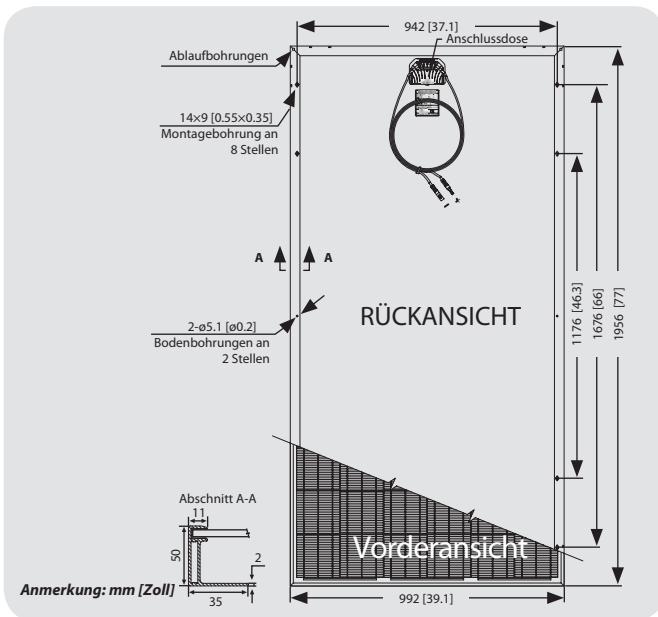 942 [37.1]
Anschlussdose
Ablaufbohrungen
14×9 [0.55×0.35]
Montagebohrung an
8 Stellen
A A
2-ø5.1 [ø0.2]
Bodenbohrungen an
2 Stellen
RÜCKANSICHT
1176 [46.3]
1676 [66]
1956 [77]
Abschnitt A-A
11
50
2
35
Vorderansicht
Anmerkung: mm [Zoll]
992 [39.1]